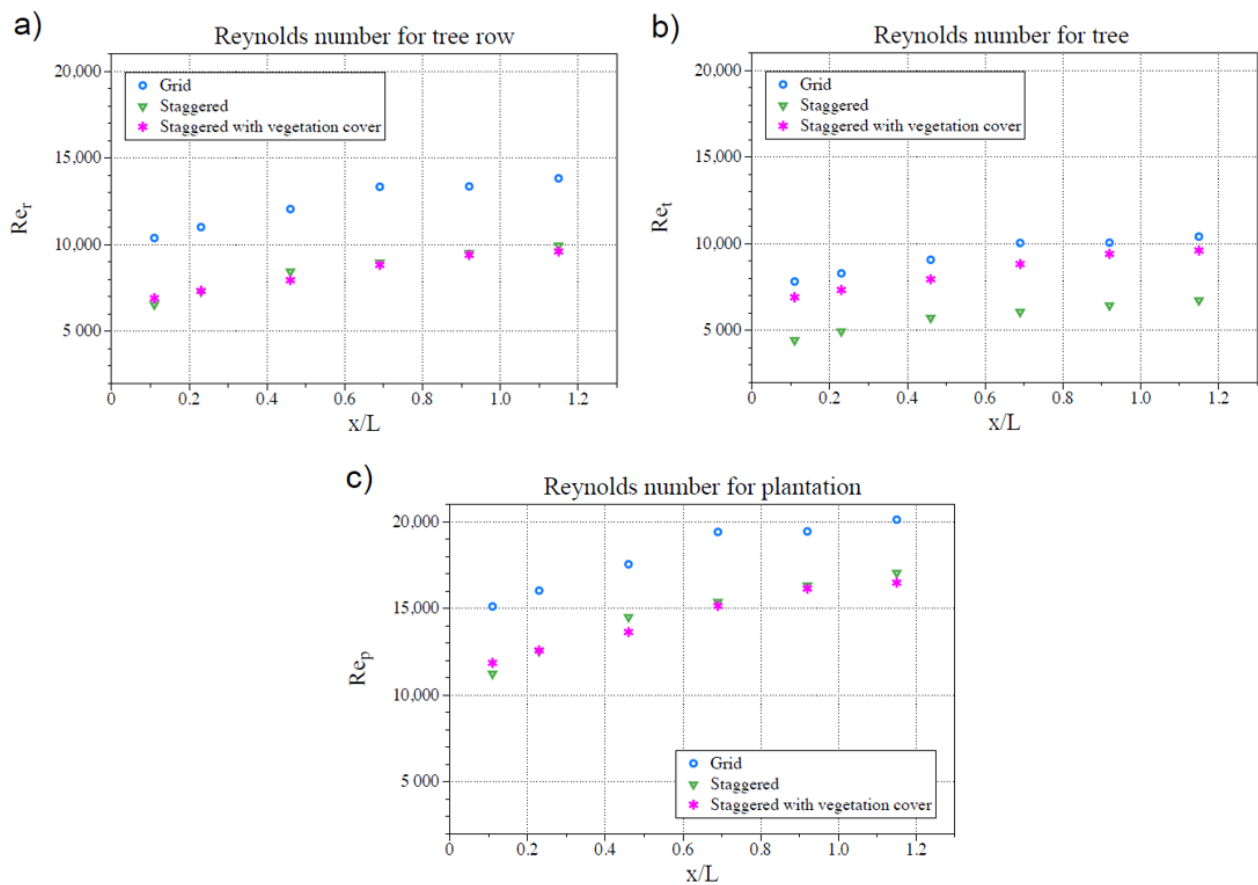 a)
Reynolds number for tree row
20,000
15,000
10,000
5 000
Re_r
Grid
Staggered
Staggered with vegetation cover
0 0.2 0.4 0.6 0.8 1.0 1.2
x/L
b)
Reynolds number for tree
20,000
15,000
10,000
5 000
Re_t
Grid
Staggered
Staggered with vegetation cover
0 0.2 0.4 0.6 0.8 1.0 1.2
x/L
c)
Reynolds number for plantation
20,000
15,000
10,000
5 000
Re_p
Grid
Staggered
Staggered with vegetation cover
0 0.2 0.4 0.6 0.8 1.0 1.2
x/L